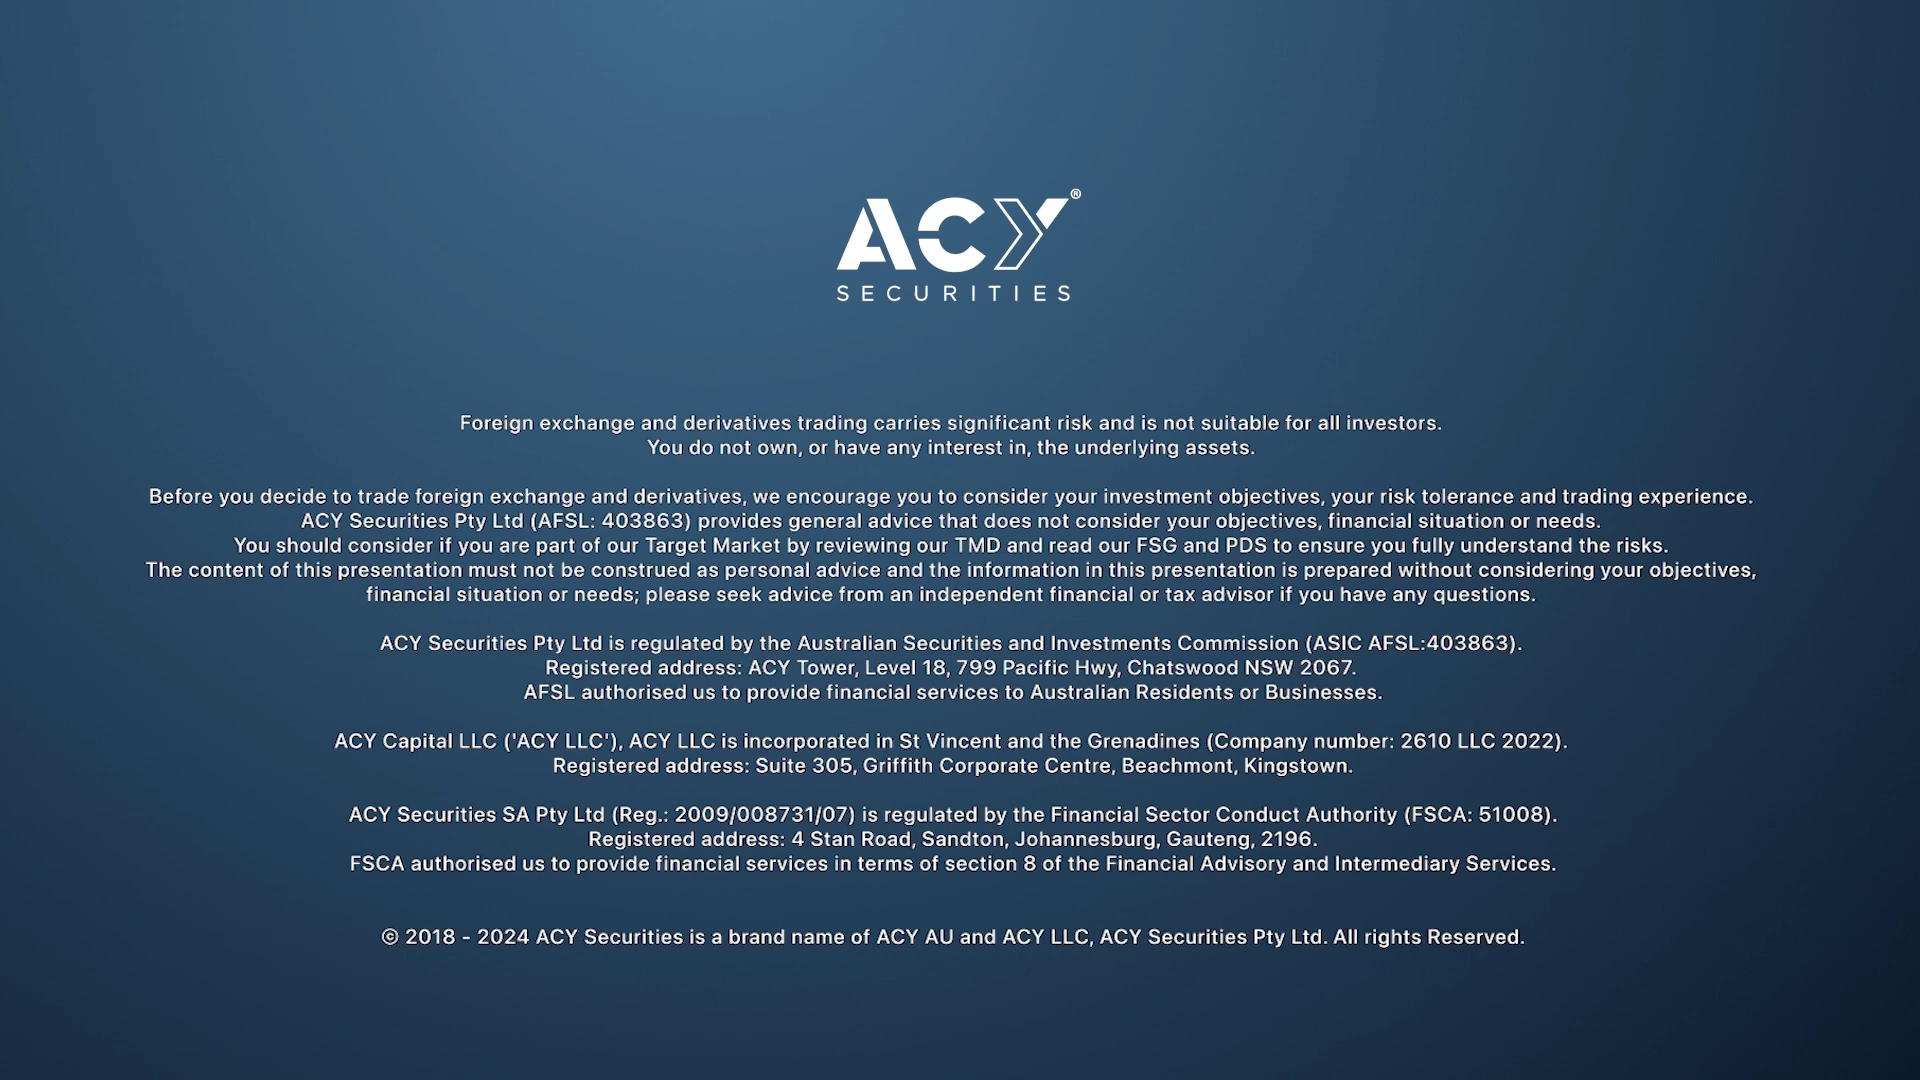 ACY®
SECURITIES
Foreign exchange and derivatives trading carries significant risk and is not suitable for all investors.
You do not own, or have any interest in, the underlying assets.
Before you decide to trade foreign exchange and derivatives, we encourage you to consider your investment objectives, your risk tolerance and trading experience.
ACY Securities Pty Ltd (AFSL: 403863) provides general advice that does not consider your objectives, financial situation or needs.
You should consider if you are part of our Target Market by reviewing our TMD and read our FSG and PDS to ensure you fully understand the risks.
The content of this presentation must not be construed as personal advice and the information in this presentation is prepared without considering your objectives,
financial situation or needs; please seek advice from an independent financial or tax advisor if you have any questions.
ACY Securities Pty Ltd is regulated by the Australian Securities and Investments Commission (ASIC AFSL:403863).
Registered address: ACY Tower, Level 18, 799 Pacific Hwy, Chatswood NSW 2067.
AFSL authorised us to provide financial services to Australian Residents or Businesses.
ACY Capital LLC ('ACY LLC'), ACY LLC is incorporated in St Vincent and the Grenadines (Company number: 2610 LLC 2022).
Registered address: Suite 305, Griffith Corporate Centre, Beachmont, Kingstown.
ACY Securities SA Pty Ltd (Reg.: 2009/008731/07) is regulated by the Financial Sector Conduct Authority (FSCA: 51008).
Registered address: 4 Stan Road, Sandton, Johannesburg, Gauteng, 2196.
FSCA authorised us to provide financial services in terms of section 8 of the Financial Advisory and Intermediary Services.
© 2018 - 2024 ACY Securities is a brand name of ACY AU and ACY LLC, ACY Securities Pty Ltd. All rights Reserved.